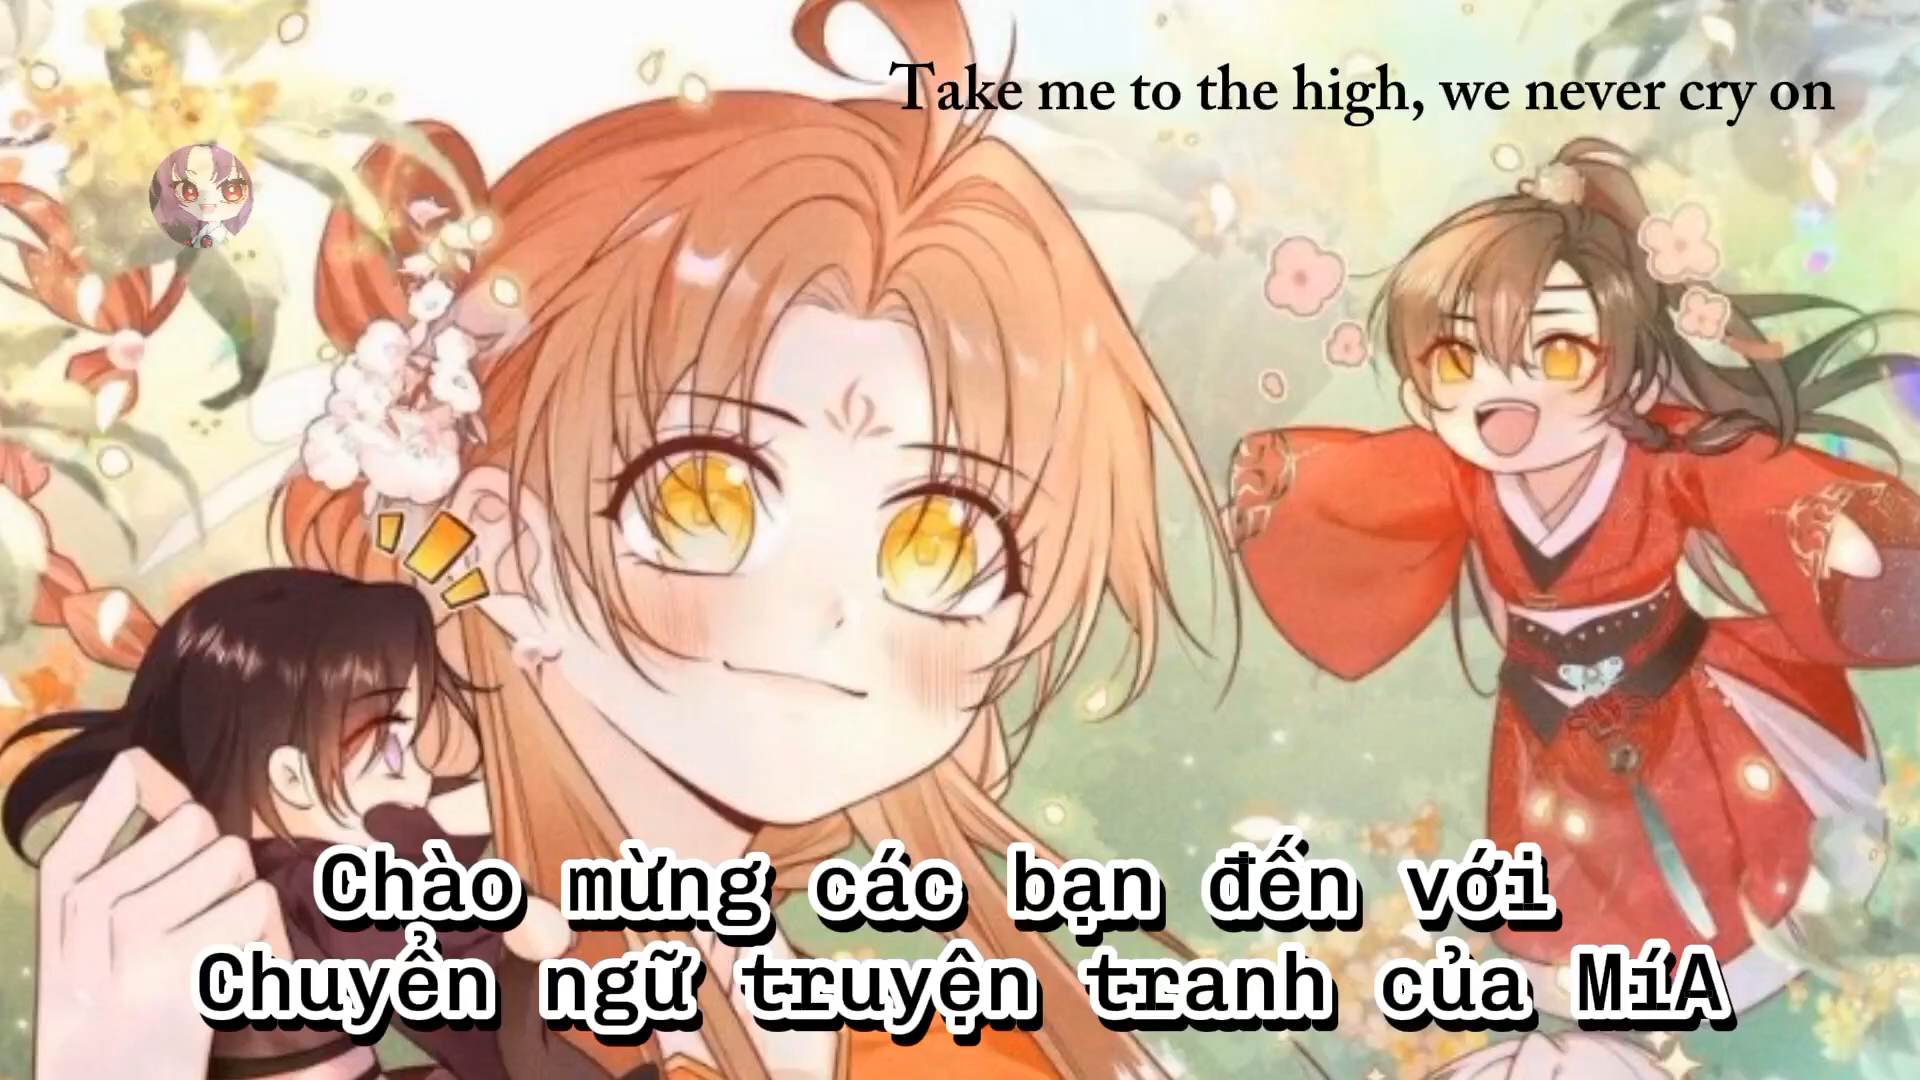 Take me to the high, we never cry on
Chào mừng các bạn đến với
Chuyển ngữ truyện tranh của MíA